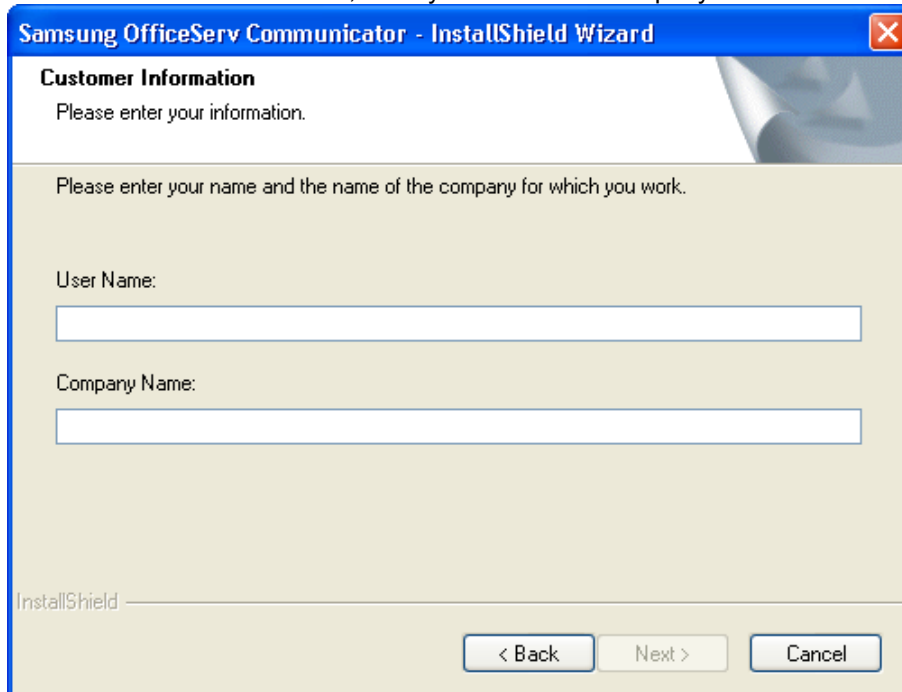 Samsung OfficeServ Communicator - InstallShield Wizard
Customer Information
Please enter your information.
Please enter your name and the name of the company for which you work.
User Name:
Company Name:
InstallShield
< Back Next > Cancel